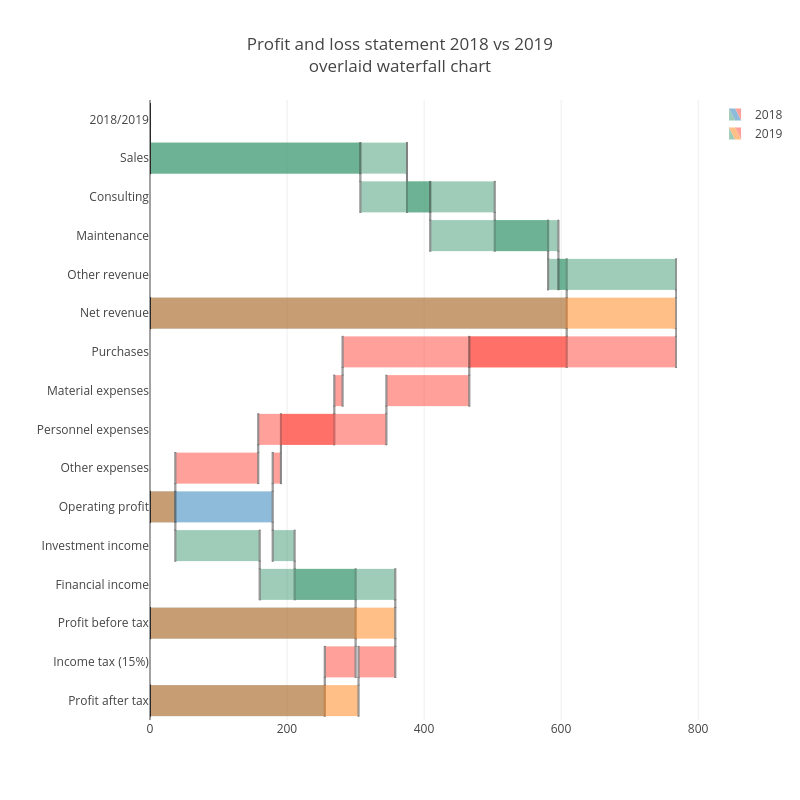 Profit and loss statement 2018 vs 2019
overlaid waterfall chart
2018
2019
2018/2019
Sales
Consulting
Maintenance
Other revenue
Net revenue
Purchases
Material expenses
Personnel expenses
Other expenses
Operating profit
Investment income
Financial income
Profit before tax
Income tax (15%)
Profit after tax
0 200 400 600 800